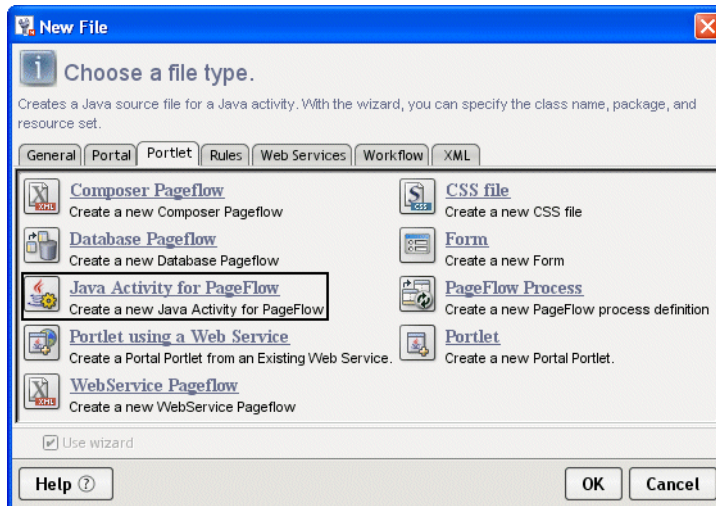 New File
Choose a file type.
Creates a Java source file for a Java activity. With the wizard, you can specify the class name, package, and
resource set.
General Portal Portlet Rules Web Services Workflow XML
Composer Pageflow
Create a new Composer Pageflow
Database Pageflow
Create a new Database Pageflow
Java Activity for PageFlow
Create a new Java Activity for PageFlow
Portlet using a Web Service
Create a Portal Portlet from an Existing Web Service.
WebService Pageflow
Create a new WebService Pageflow
CSS file
Create a new CSS file
Form
Create a new Form
PageFlow Process
Create a new PageFlow process definition
Portlet
Create a new Portal Portlet.
Use wizard
Help ?
OK Cancel